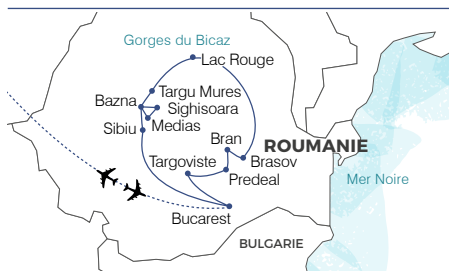 Gorges du Bicaz
Lac Rouge
Targu Mures
Bazna
Sighisoara
Medias
Sibiu
Bran
ROUMANIE
Targoviste
Brasov
Predeal
Mer Noire
Bucarest
BULGARIE